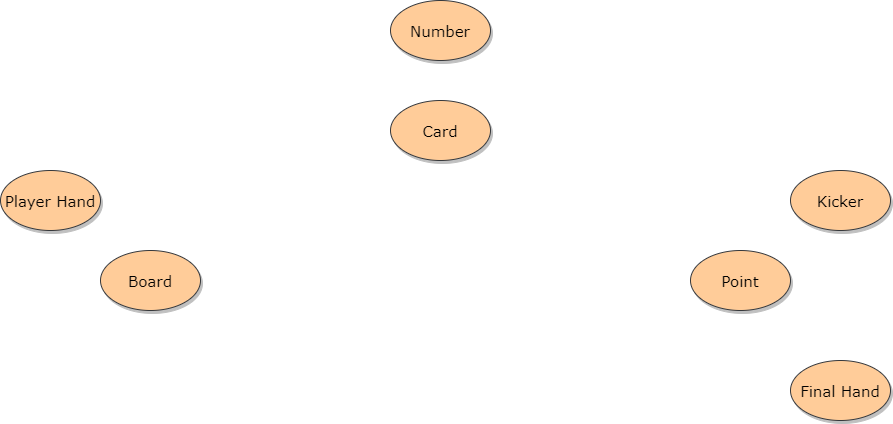 Number
Card
Player Hand
Kicker
Board
Point
Final Hand